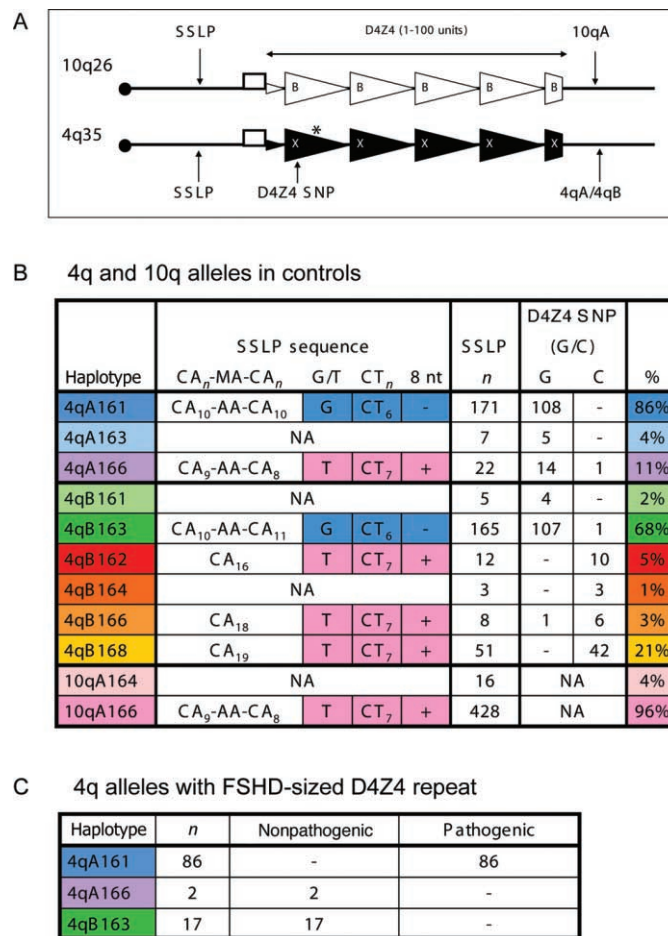 A
SSLP D4Z4 (1-100 units) 10qA
10q26
B B B B B
4q35
*
X X X X X
SSLP D4Z4 SNP 4qA/4qB
B 4q and 10q alleles in controls
D4Z4 SNP
SSLP sequence SSLP (G/C)
Haplotype CAn-MA-CAn G/T CTn 8 nt n G C %
4qA161 CA10-AA-CA10 G CT6 - 171 108 - 86%
4qA163 NA 7 5 - 4%
4qA166 CA9-AA-CA8 T CT7 + 22 14 1 11%
4qB161 NA 5 4 - 2%
4qB163 CA10-AA-CA11 G CT6 - 165 107 1 68%
4qB162 CA16 T CT7 + 12 - 10 5%
4qB164 NA 3 - 3 1%
4qB166 CA18 T CT7 + 8 1 6 3%
4qB168 CA19 T CT7 + 51 - 42 21%
10qA164 NA 16 NA 4%
10qA166 CA9-AA-CA8 T CT7 + 428 NA 96%
C 4q alleles with FSHD-sized D4Z4 repeat
Haplotype n Nonpathogenic Pathogenic
4qA161 86 - 86
4qA166 2 2 -
4qB163 17 17 -